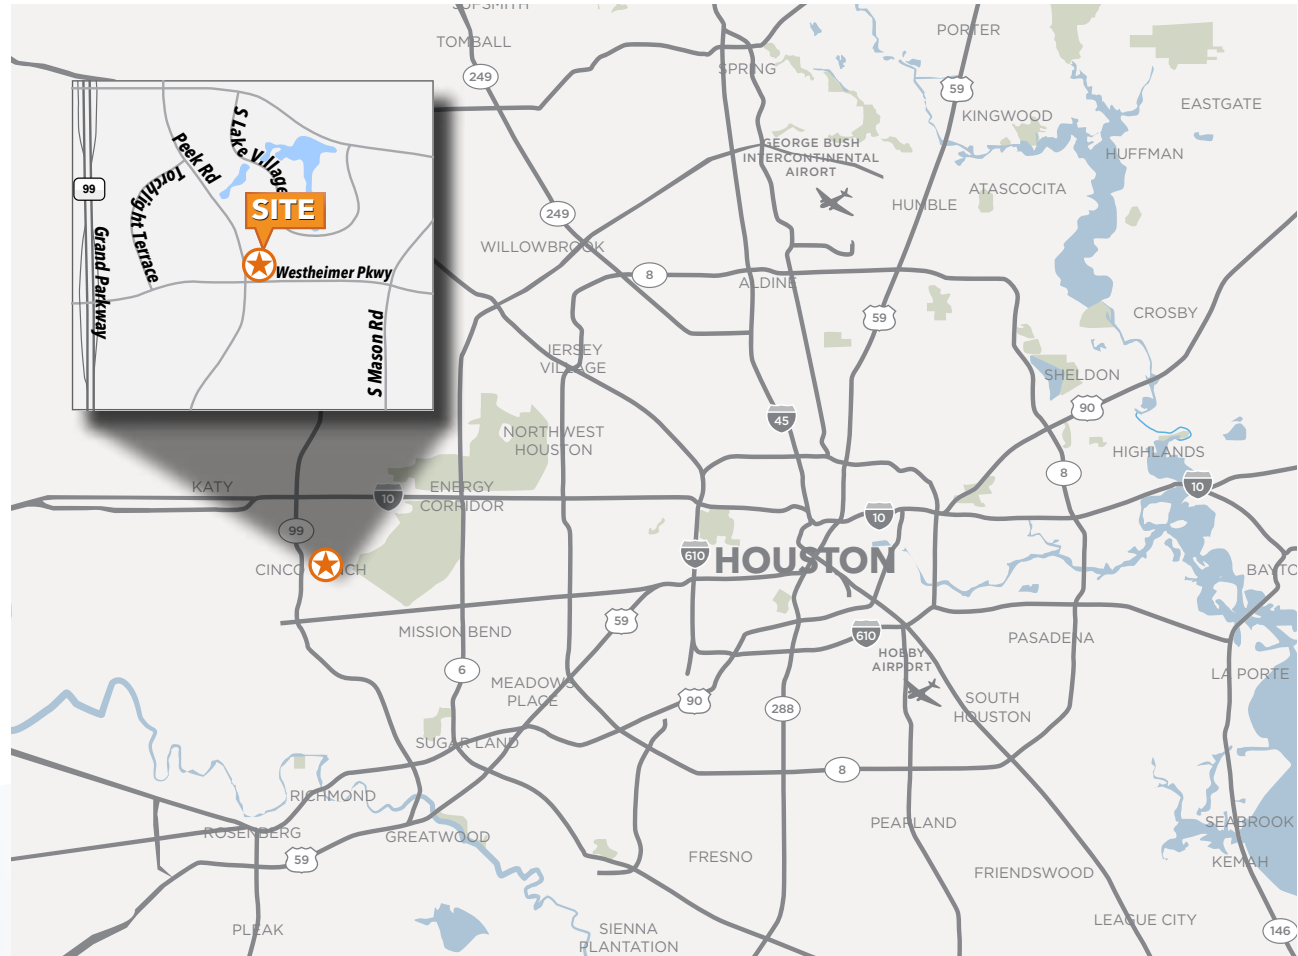 TOMBALL
PORTER
249
SPRING
59
KINGWOOD
EASTGATE
HUFFMAN
GEORGE BUSH
INTERCONTINENTAL
AIRORT
ATASCOCITA
HUMBLE
249
WILLOWBROOK
8
ALDINE
59
CROSBY
JERSEY
VILLAGE
SHELDON
90
45
NORTHWEST
HOUSTON
HIGHLANDS
8
10
KATY
10
ENERGY
CORRIDOR
10
99
610
HOUSTON
CINCO
CH
BAYTO
59
MISSION BEND
610
PASADENA
HOBBY
AIRPORT
6
LA PORTE
MEADOWS
PLACE
90
288
SOUTH
HOUSTON
SUGAR LAND
8
RICHMOND
ROSENBERG
GREATWOOD
PEARLAND
SEABROOK
59
FRESNO
KEMAH
FRIENDSWOOD
LEAGUE CITY
PLEAK
SIENNA
PLANTATION
146
S Lake Village
Peek Rd
Torchlight Terrace
99
SITE
Grand Parkway
Westheimer Pkwy
S Mason Rd